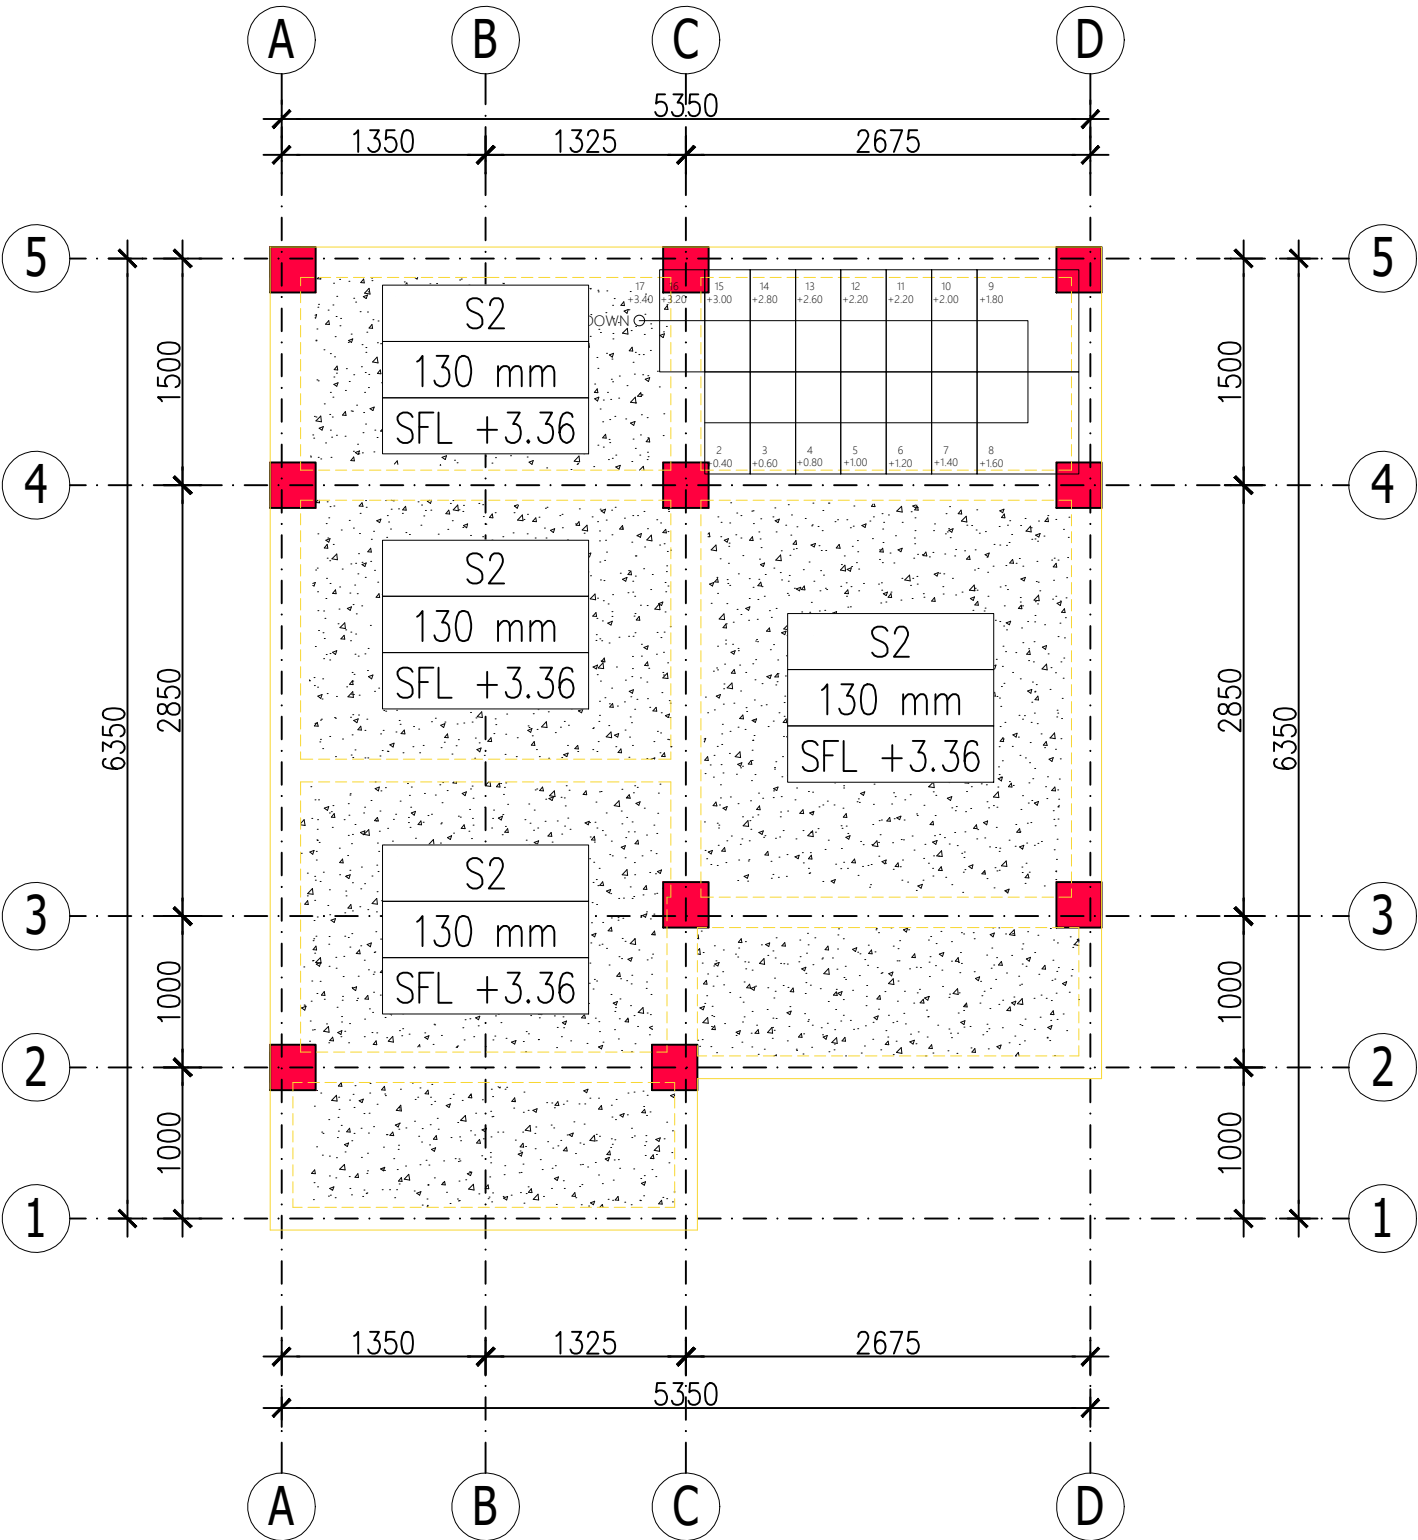 A B C D
5350
1350 1325 2675
5 5
17 16 15 14 13 12 11 10 9
+3.40 +3.20 +3.00 +2.80 +2.60 +2.20 +2.20 +2.00 +1.80
DOWN
S2
130 mm
SFL +3.36
1500 1500
2 3 4 5 6 7 8
+0.40 +0.60 +0.80 +1.00 +1.20 +1.40 +1.60
4 4
S2
130 mm
SFL +3.36
S2
130 mm
SFL +3.36
2850 2850
6350 6350
S2
130 mm
SFL +3.36
3 3
1000 1000
2 2
1000 1000
1 1
1350 1325 2675
5350
A B C D